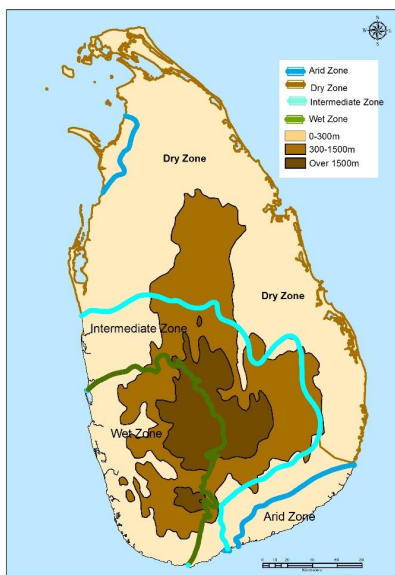 N
Arid Zone
Dry Zone
Intermediate Zone
Wet Zone
0-300m
300-1500m
Over 1500m
Dry Zone
Dry Zone
Intermediate Zone
Wet Zone
Arid Zone